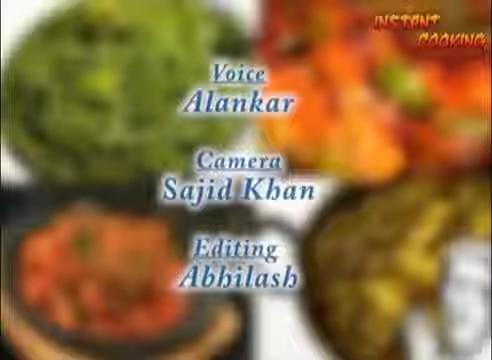 INSTANT
COOKING
Voice
Alankar
Camera
Sajid Khan
Editing
Abhilash